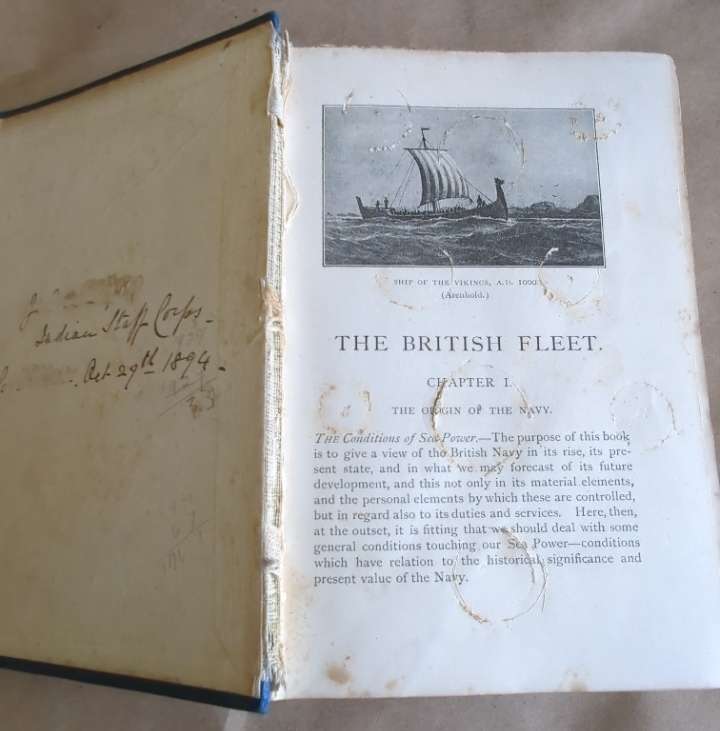 Indian Staff Corps.
Oct 29th 1894.
SHIP OF THE VIKINGS, A.D. 1000.
(Arenhold.)
THE BRITISH FLEET.
CHAPTER I.
THE ORIGIN OF THE NAVY.
The Conditions of Sea Power.—The purpose of this book
is to give a view of the British Navy in its rise, its pre-
sent state, and in what we may forecast of its future
development, and this not only in its material elements,
and the personal elements by which these are controlled,
but in regard also to its duties and services. Here, then,
at the outset, it is fitting that we should deal with some
general conditions touching our Sea Power—conditions
which have relation to the historical significance and
present value of the Navy.